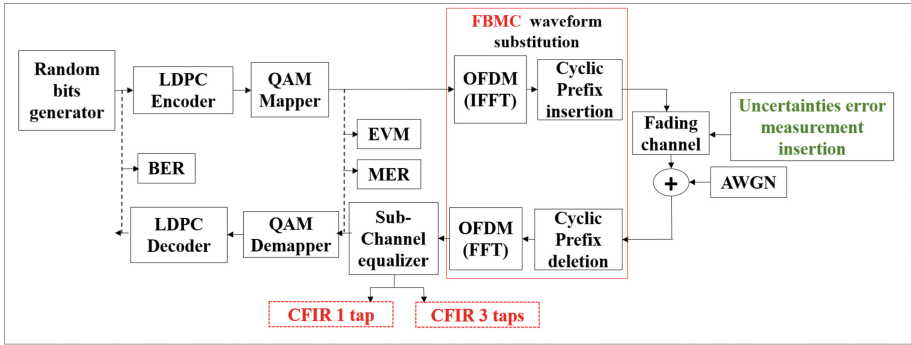 FBMC waveform
substitution
Random
bits
generator
LDPC
Encoder
QAM
Mapper
OFDM
(IFFT)
Cyclic
Prefix
insertion
Fading
channel
Uncertainties error
measurement
insertion
EVM
MER
BER
+
AWGN
LDPC
Decoder
QAM
Demapper
Sub-
Channel
equalizer
OFDM
(FFT)
Cyclic
Prefix
deletion
CFIR 1 tap
CFIR 3 taps